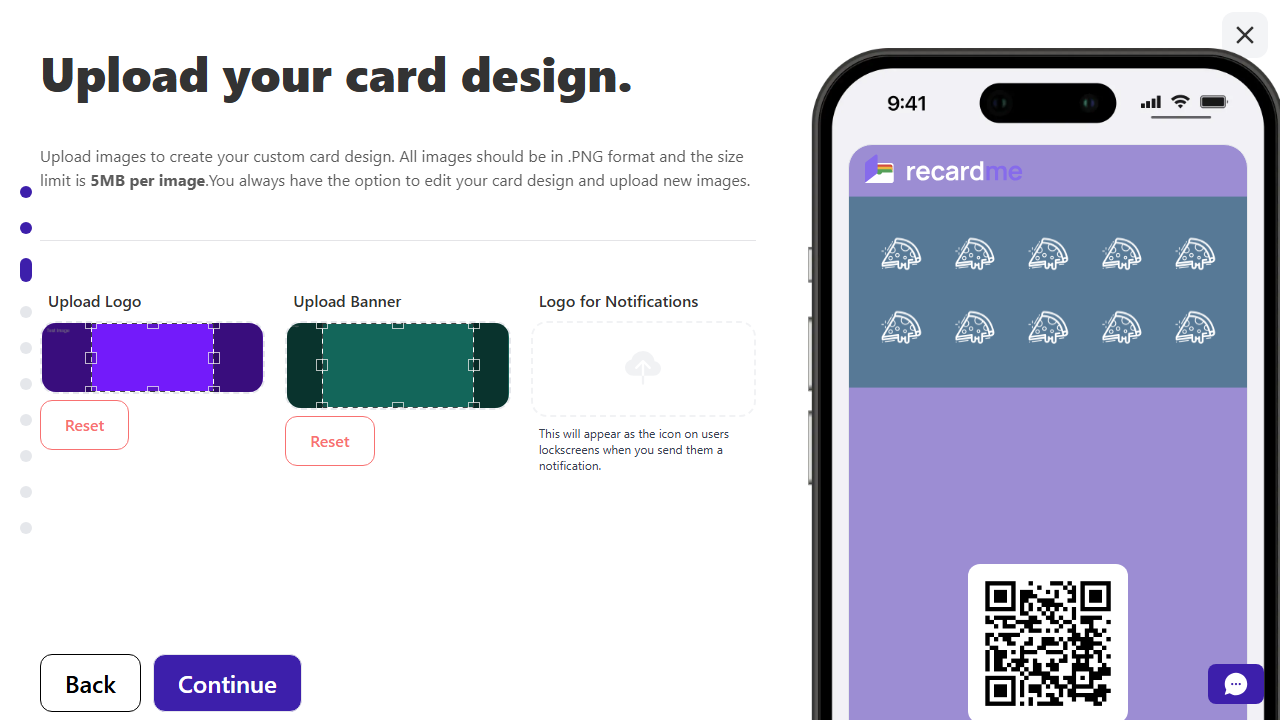 Upload your card design.
Upload images to create your custom card design. All images should be in .PNG format and the size
limit is 5MB per image.You always have the option to edit your card design and upload new images.
Upload Logo
Upload Banner
Logo for Notifications
Reset
Reset
This will appear as the icon on users
lockscreens when you send them a
notification.
Back
Continue
9:41
recardme